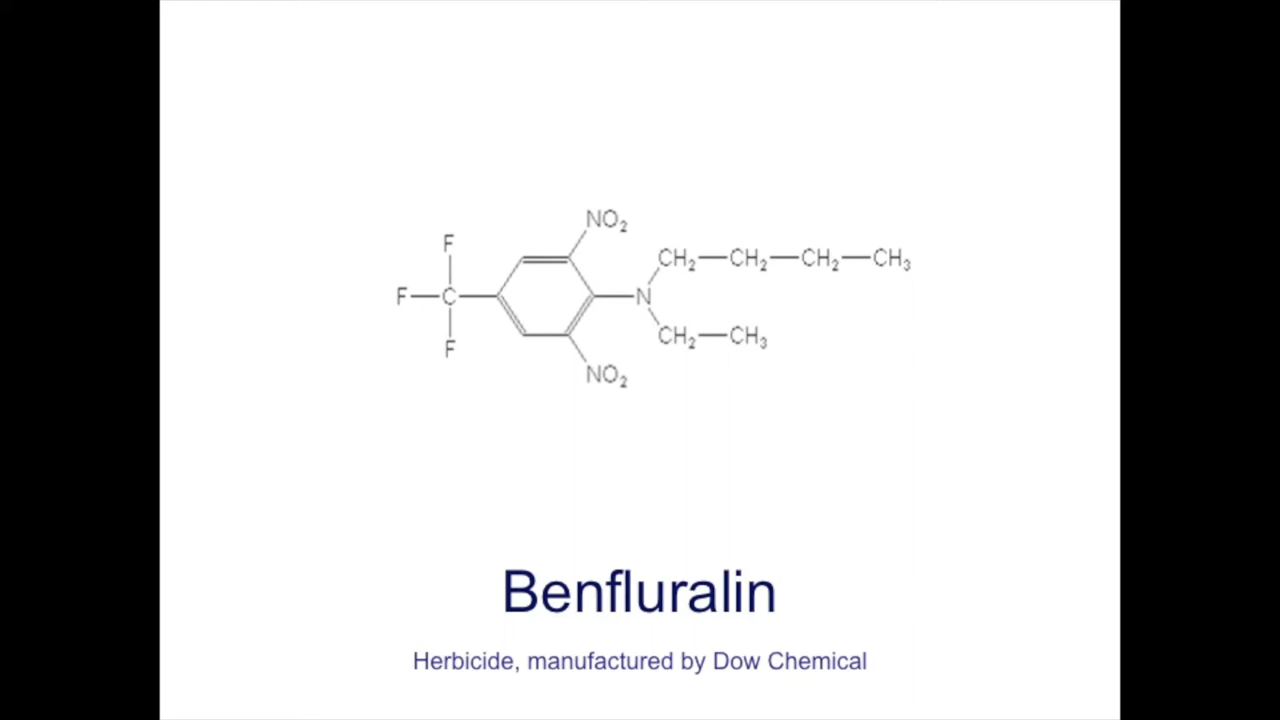 NO₂
F
CH₂—CH₂—CH₂—CH₃
F—C
N
F
CH₂—CH₃
NO₂
Benfluralin
Herbicide, manufactured by Dow Chemical